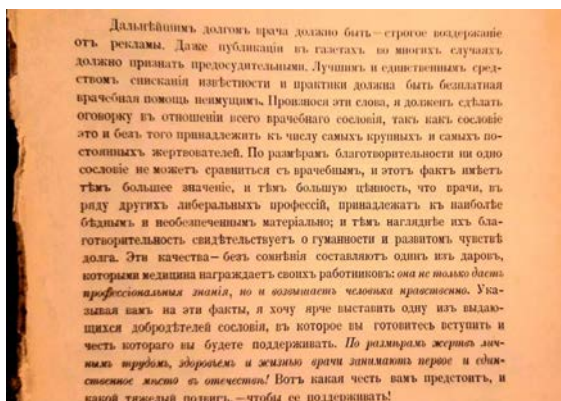 Дальнѣйшимъ долгомъ врача должно быть—строгое воздержаніе
отъ рекламы. Даже публикаціи въ газетахъ во многихъ случаяхъ
должно признать предосудительными. Лучшимъ и единственнымъ сред-
ствомъ снисканія извѣстности и практики должна быть безплатная
врачебная помощь неимущимъ. Произнося эти слова, я долженъ сдѣлать
оговорку въ отношеніи всего врачебнаго сословія, такъ какъ сословіе
это и безъ того принадлежитъ къ числу самыхъ крупныхъ и самыхъ по-
стоянныхъ жертвователей. По размѣрамъ благотворительности ни одно
сословіе не можетъ сравниться съ врачебнымъ, и этотъ фактъ имѣетъ
тѣмъ большее значеніе, и тѣмъ большую цѣнность, что врачи, въ
ряду другихъ либеральныхъ профессій, принадлежатъ къ наиболѣе
бѣднымъ и необезпеченнымъ матеріально; и тѣмъ нагляднѣе ихъ бла-
готворительность свидѣтельствуетъ о гуманности и развитомъ чувствѣ
долга. Эти качества—безъ сомнѣнія составляютъ одинъ изъ даровъ,
которыми медицина награждаетъ своихъ работниковъ: она не только даетъ
профессіональныя знанія, но и возвышаетъ человѣка нравственно. Ука-
зывая вамъ на эти факты, я хочу ярче выставить одну изъ выдаю-
щихся добродѣтелей сословія, въ которое вы готовитесь вступить и
честь котораго вы будете поддерживать. По размѣрамъ жертвъ лич-
нымъ трудомъ, здоровьемъ и жизнью врачи занимаютъ первое и един-
ственное мѣсто въ отечествѣ! Вотъ какая честь вамъ предстоитъ, и
какой тяжелый подвигъ,—чтобы ее поддерживать!